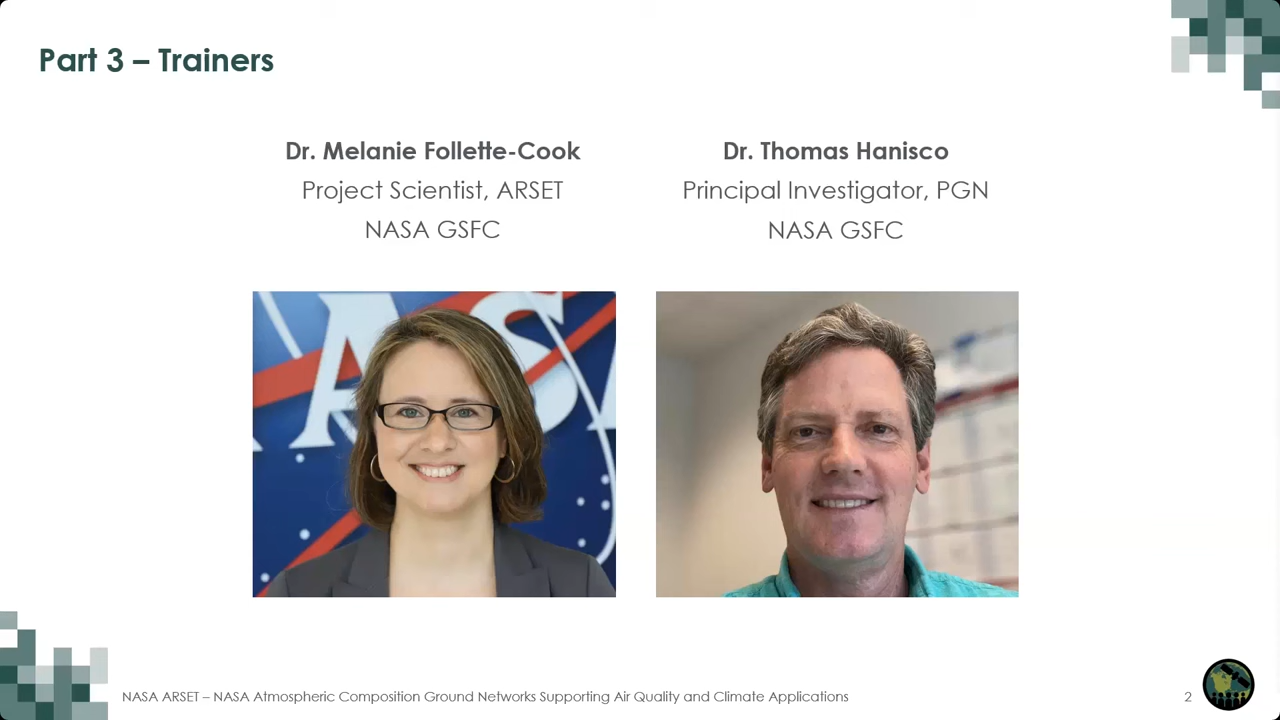 Part 3 – Trainers
Dr. Melanie Follette-Cook
Project Scientist, ARSET
NASA GSFC
Dr. Thomas Hanisco
Principal Investigator, PGN
NASA GSFC
NASA ARSET – NASA Atmospheric Composition Ground Networks Supporting Air Quality and Climate Applications
2